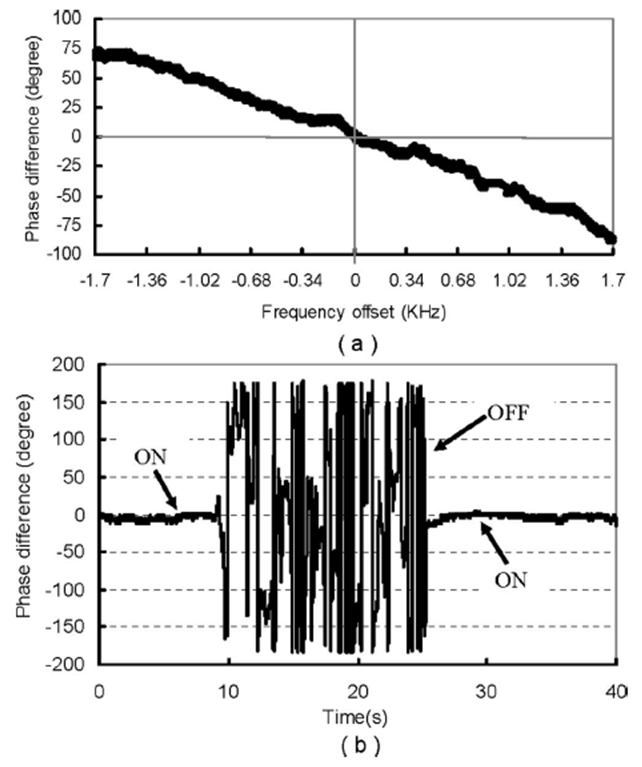 100
75
50
25
0
-25
-50
-75
-100
Phase difference (degree)
-1.7 -1.36 -1.02 -0.68 -0.34 0 0.34 0.68 1.02 1.36 1.7
Frequency offset (KHz)
( a )
200
150
100
50
0
-50
-100
-150
-200
Phase difference (degree)
OFF
ON
ON
0 10 20 30 40
Time(s)
( b )